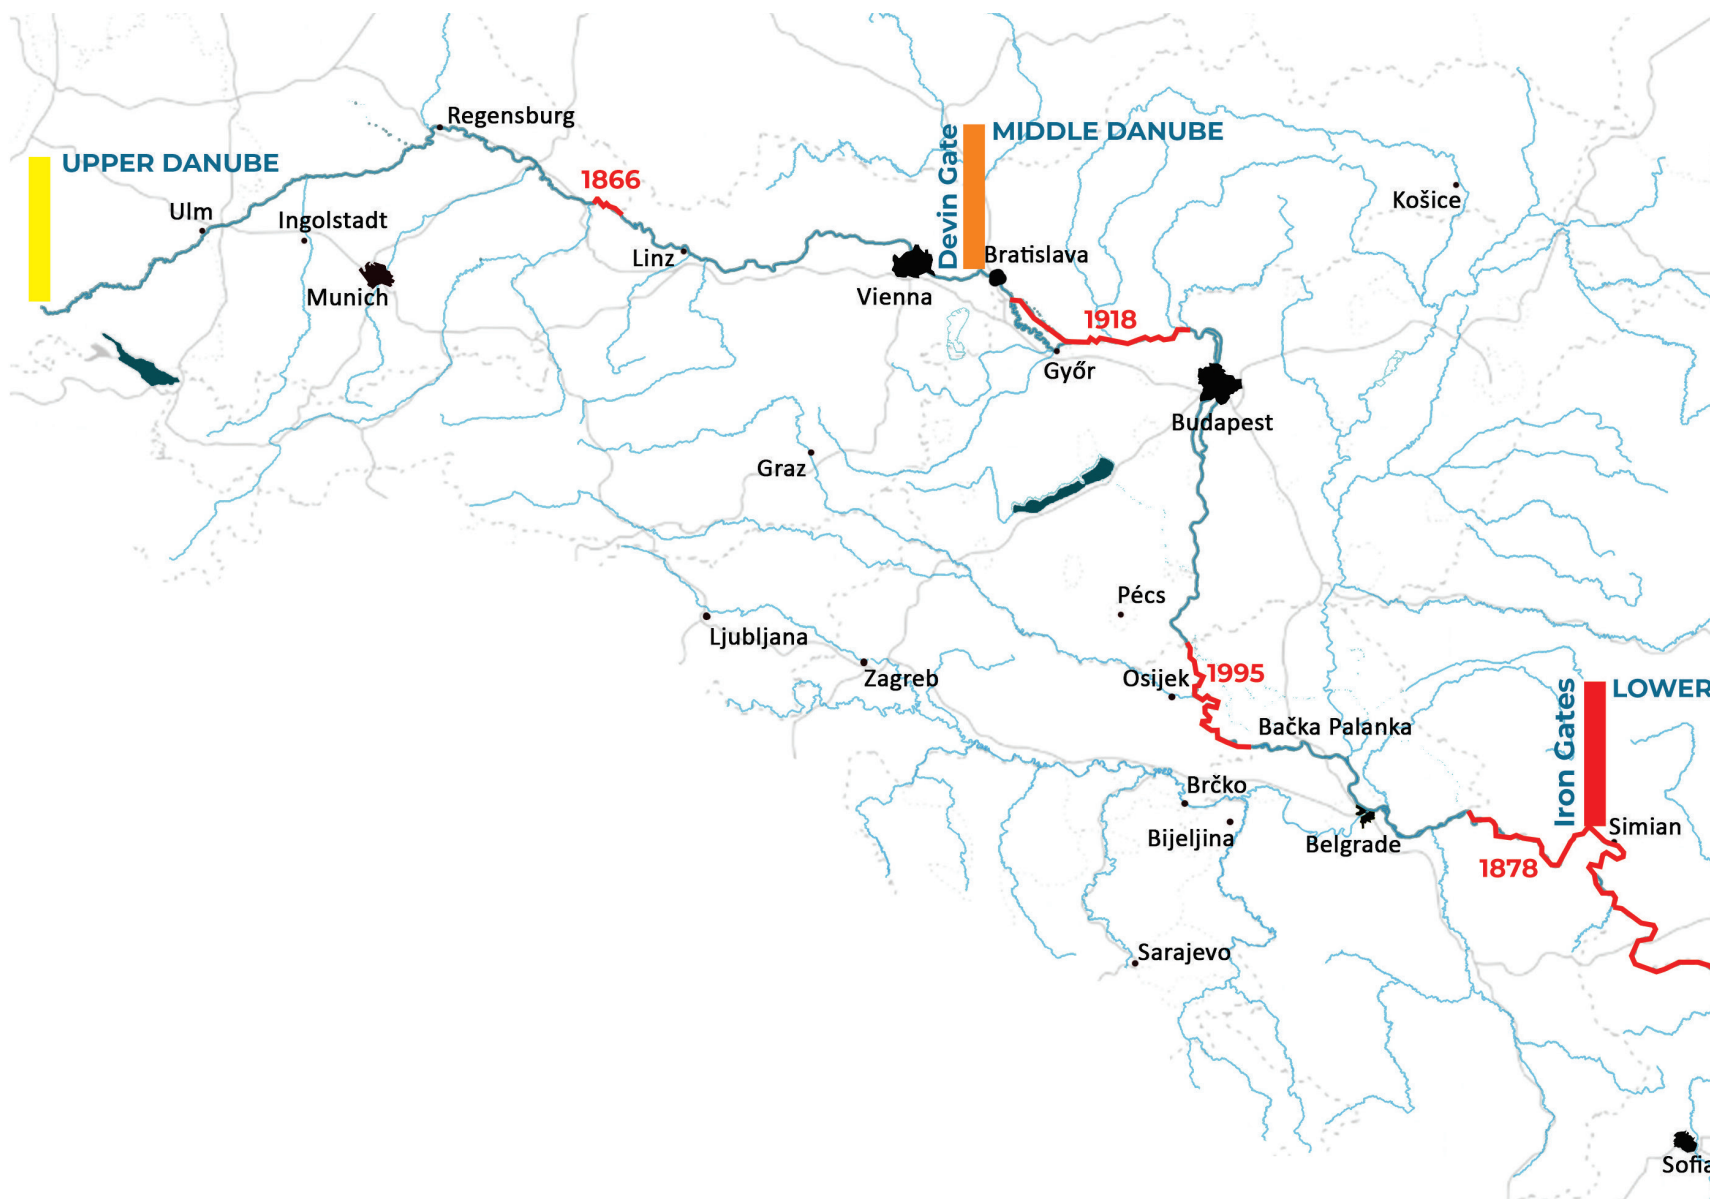 Regensburg
UPPER DANUBE
Ulm
Ingolstadt
Munich
1866
Linz
Vienna
Devin Gate
MIDDLE DANUBE
Bratislava
Košice
1918
Győr
Budapest
Graz
Pécs
Ljubljana
Zagreb
Osijek
1995
Bačka Palanka
Iron Gates
LOWER
Brčko
Bijeljina
Belgrade
Simian
1878
Sarajevo
Sofia